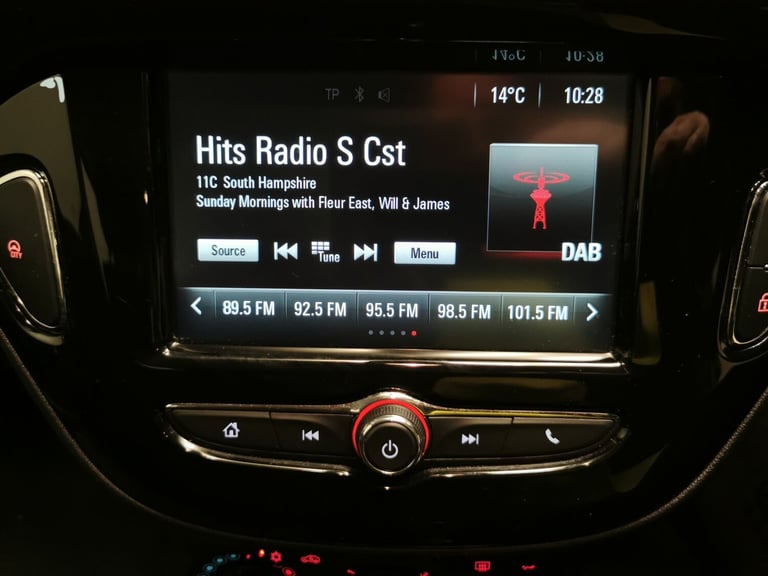 TP 14°C 10:28
Hits Radio S Cst
11C South Hampshire
Sunday Mornings with Fleur East, Will & James
DAB
Source Tune Menu
89.5 FM 92.5 FM 95.5 FM 98.5 FM 101.5 FM
CITY